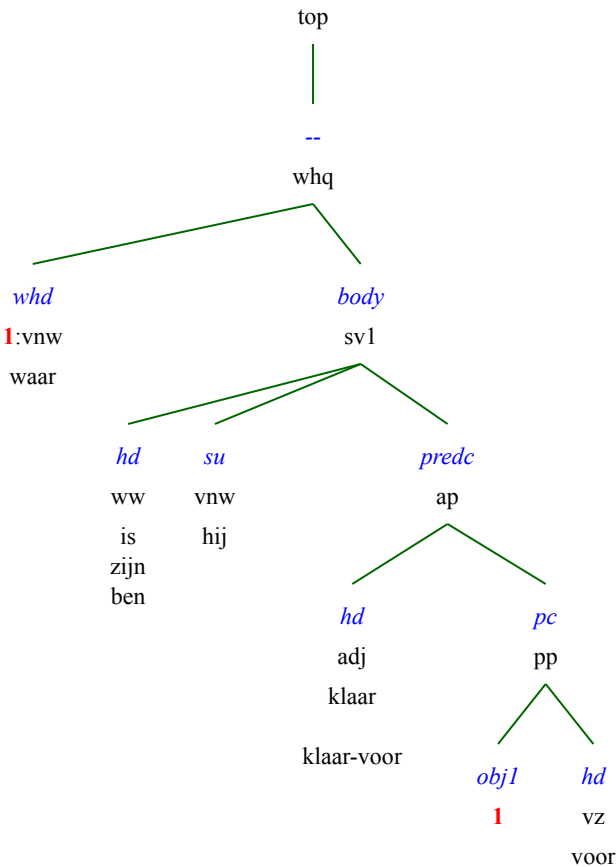 top
--
whq
whd body
1:vnw sv1
waar
hd su predc
ww vnw ap
is hij
zijn
ben
hd pc
adj pp
klaar
klaar-voor
obj1 hd
1 vz
voor